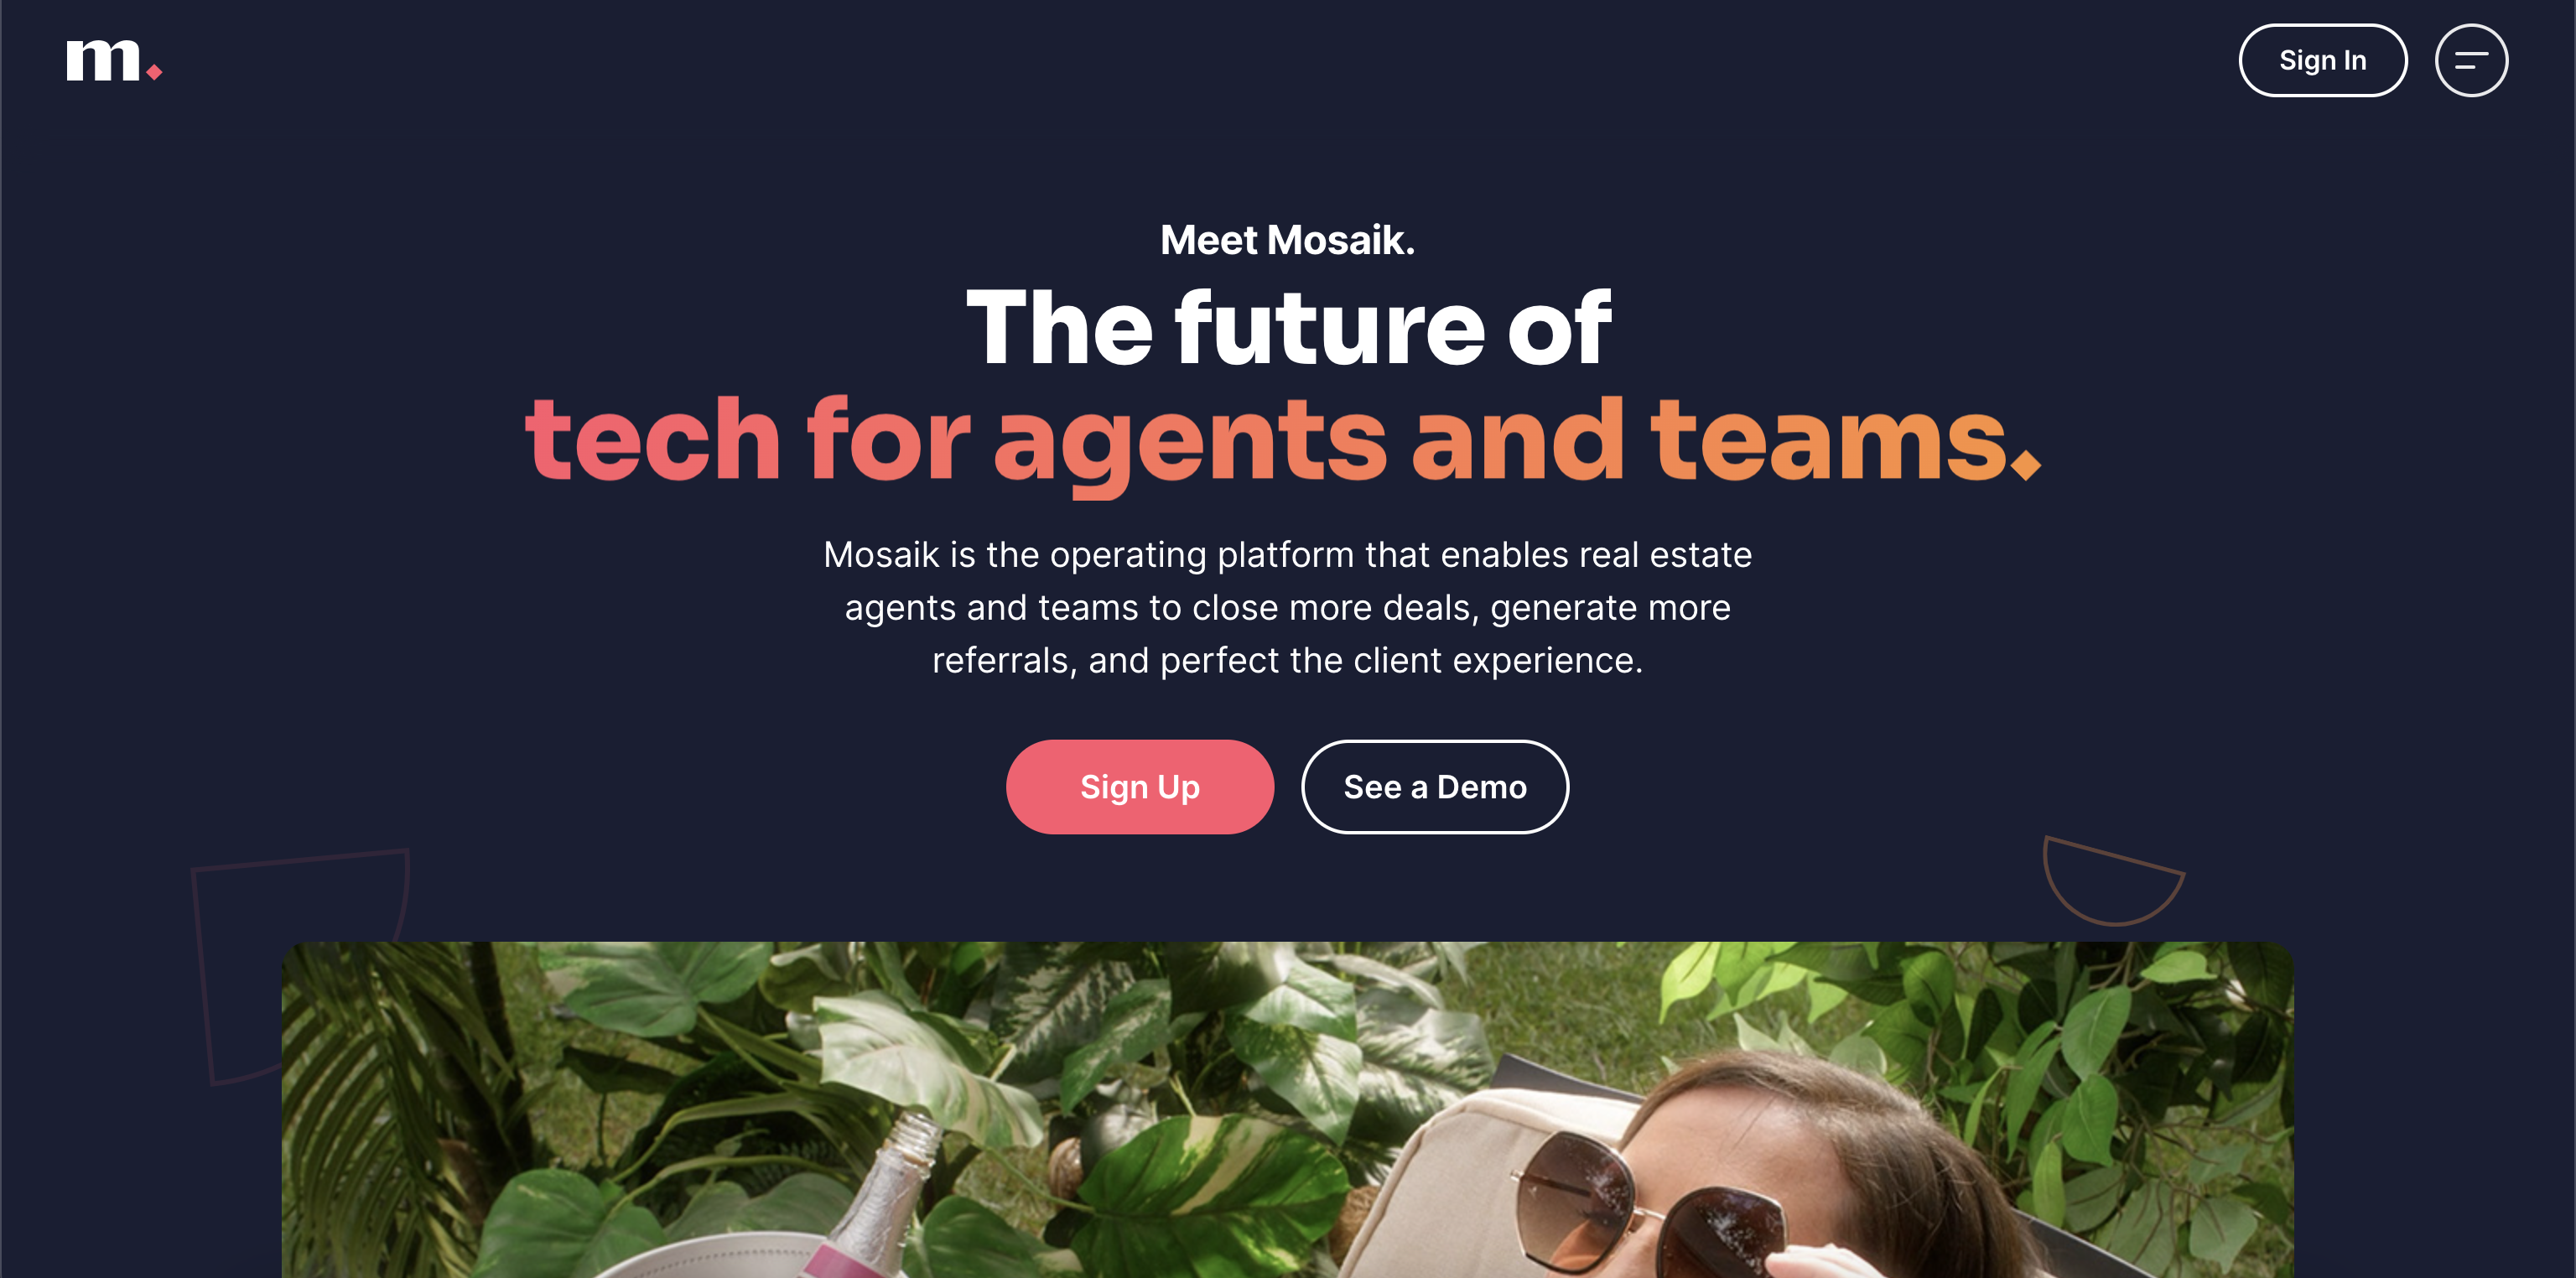 m.
Sign In
Meet Mosaik.
The future of
tech for agents and teams.
Mosaik is the operating platform that enables real estate
agents and teams to close more deals, generate more
referrals, and perfect the client experience.
Sign Up
See a Demo